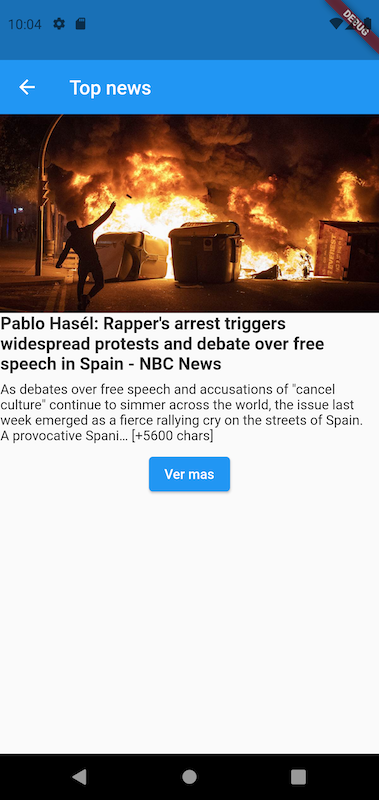 10:04
DEBUG
Top news
Pablo Hasél: Rapper's arrest triggers
widespread protests and debate over free
speech in Spain - NBC News
As debates over free speech and accusations of "cancel
culture" continue to simmer across the world, the issue last
week emerged as a fierce rallying cry on the streets of Spain.
A provocative Spani… [+5600 chars]
Ver mas